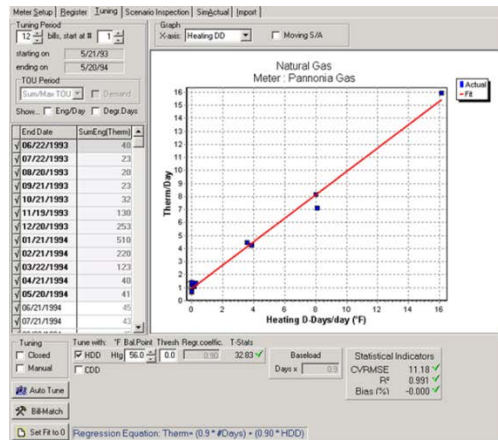 Meter Setup | Register | Tuning | Scenario Inspection | SimActual | Import
Tuning Period
12 bills, start at # 1
starting on 5/21/93
ending on 5/20/94
TOU Period
Sum/Max TOU Demand
Show... Eng/Day Degr.Days
Graph
X-axis: Heating DD Moving S/A
Natural Gas
Meter : Pannonia Gas
Actual
Fit
Therm/Day
16
15
14
13
12
11
10
9
8
7
6
5
4
3
2
1
0
0 2 4 6 8 10 12 14 16
Heating D-Days/day (°F)
End Date SumEng(Therm)
06/22/1993 40
07/22/1993 23
08/20/1993 20
09/21/1993 23
10/21/1993 32
11/19/1993 130
12/20/1993 253
01/21/1994 510
02/21/1994 220
03/22/1994 123
04/21/1994 40
05/20/1994 41
06/21/1994 45
07/21/1994 43
Tuning
Closed
Manual
Auto Tune
Bill-Match
Set Fit to 0
Tune with: °F Bal.Point Thresh Regr.coeffic. T-Stats
HDD Htg 56.0 0.0 0.90 32.83
CDD
Baseload
Days x 0.9
Statistical Indicators
CVRMSE 11.18
R² 0.991
Bias (%) -0.000
Regression Equation: Therm= (0.9 * #Days) + (0.90 * HDD)